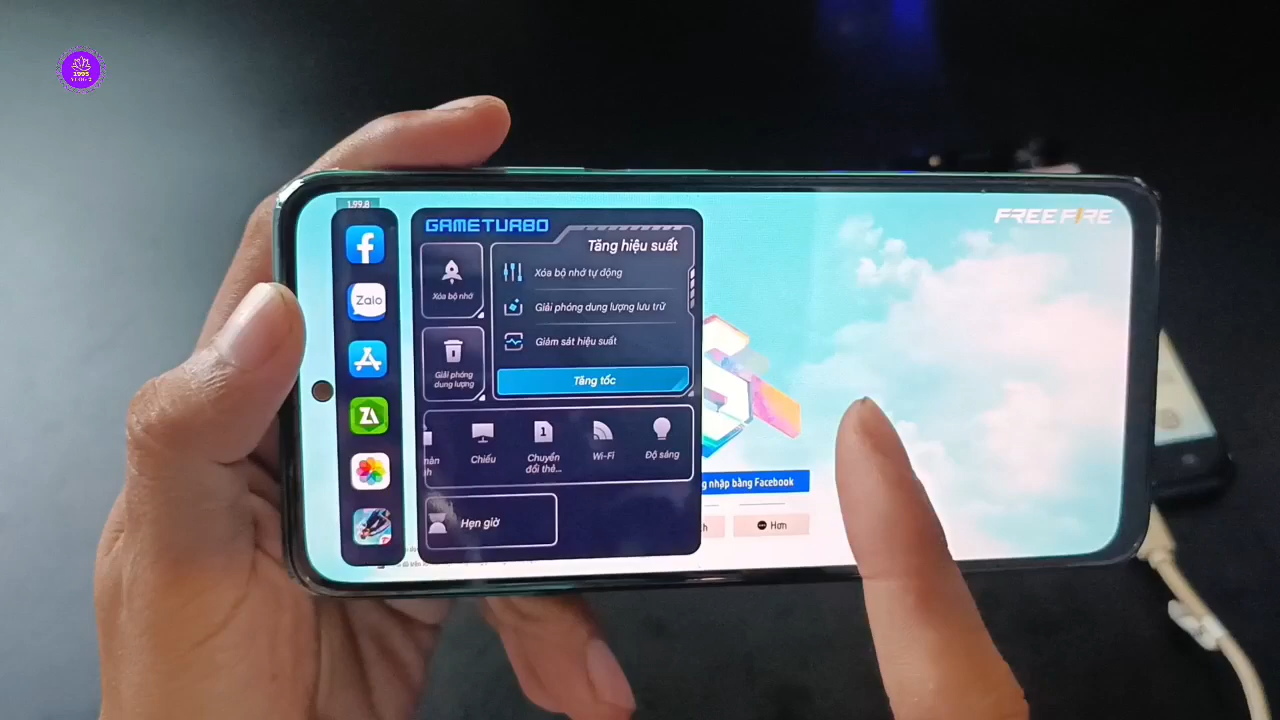 1995
1.99.8
FREE FIRE
GAMETURBO
Tăng hiệu suất
Xóa bộ nhớ
Xóa bộ nhớ tự động
Giải phóng dung lượng lưu trữ
Giám sát hiệu suất
Giải phóng
dung lượng
Tăng tốc
Zalo
Chiếu
Chuyển
đổi thẻ...
Wi-Fi
Độ sáng
Hẹn giờ
nhập bằng Facebook
Hơn